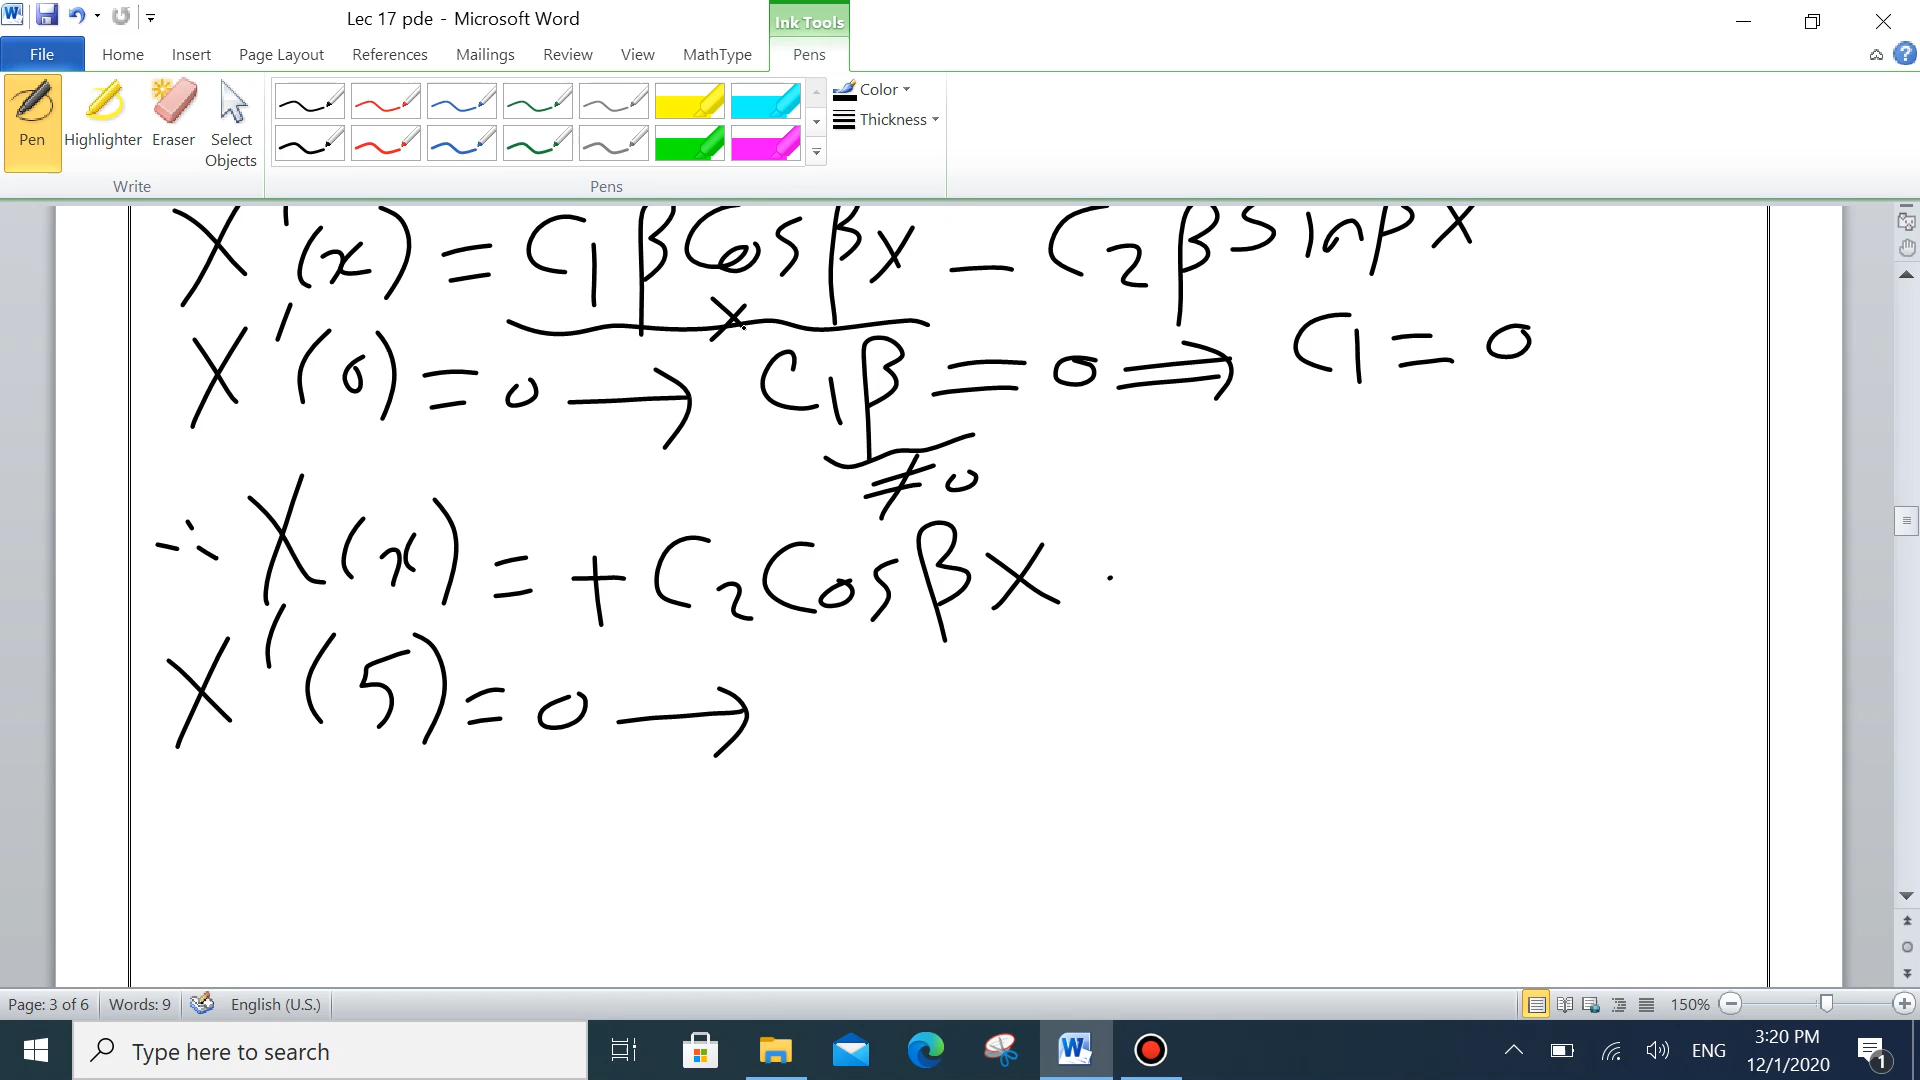 Lec 17 pde - Microsoft Word
Ink Tools
File Home Insert Page Layout References Mailings Review View MathType Pens
Pen Highlighter Eraser Select Objects
Color
Thickness
Write Pens
X'(x) = C1 β Cos βx − C2 β Sin βx
x
X'(0) = 0 → C1 β = 0 ⟹ C1 = 0
≠ 0
∴ X(x) = + C2 Cos βx .
X'(5) = 0 →
Page: 3 of 6 Words: 9 English (U.S.) 150%
Type here to search
ENG
3:20 PM
12/1/2020
1